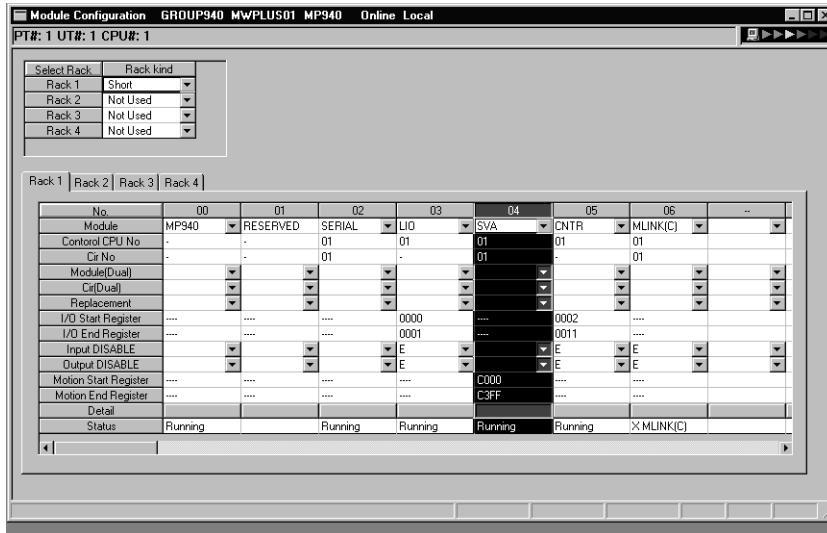 Module Configuration GROUP940 MWPLUS01 MP940 Online Local
PT#: 1 UT#: 1 CPU#: 1
Select Rack Rack kind
Rack 1 Short
Rack 2 Not Used
Rack 3 Not Used
Rack 4 Not Used
Rack 1 Rack 2 Rack 3 Rack 4
No. 00 01 02 03 04 05 06 --
Module MP940 RESERVED SERIAL LIO SVA CNTR MLINK(C)
Contorol CPU No - - 01 01 01 01 01
Cir No - - 01 - 01 - 01
Module(Dual)
Cir(Dual)
Replacement
I/O Start Register ---- ---- ---- 0000 ---- 0002 ----
I/O End Register ---- ---- ---- 0001 ---- 0011 ----
Input DISABLE E E E
Output DISABLE E E E
Motion Start Register ---- ---- ---- ---- C000 ---- ----
Motion End Register ---- ---- ---- ---- C3FF ---- ----
Detail
Status Running Running Running Running Running X MLINK(C)